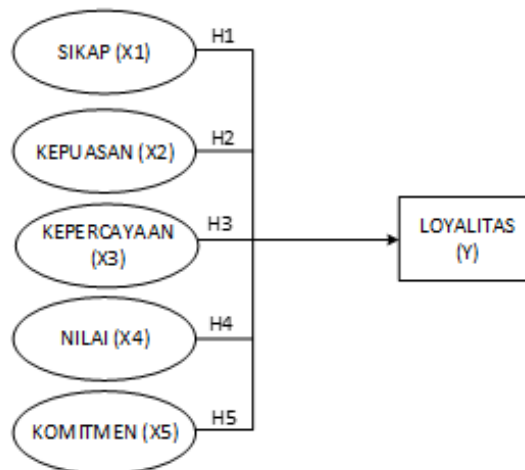 SIKAP (X1)
H1
KEPUASAN (X2)
H2
KEPERCAYAAN
(X3)
H3
LOYALITAS
(Y)
NILAI (X4)
H4
KOMITMEN (X5)
H5